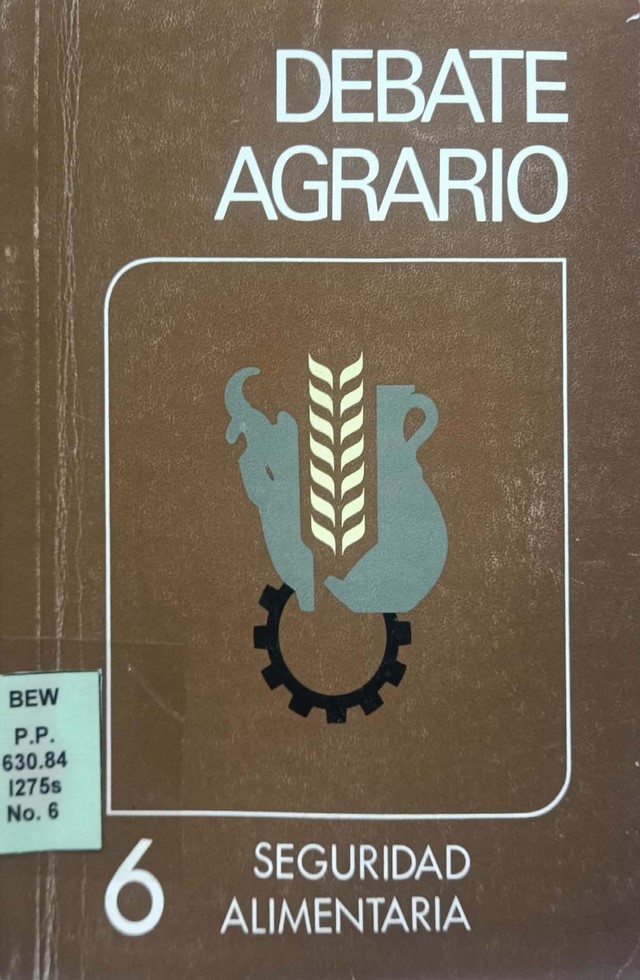 DEBATE
AGRARIO
BEW
P.P.
630.84
I275s
No. 6
6
SEGURIDAD
ALIMENTARIA